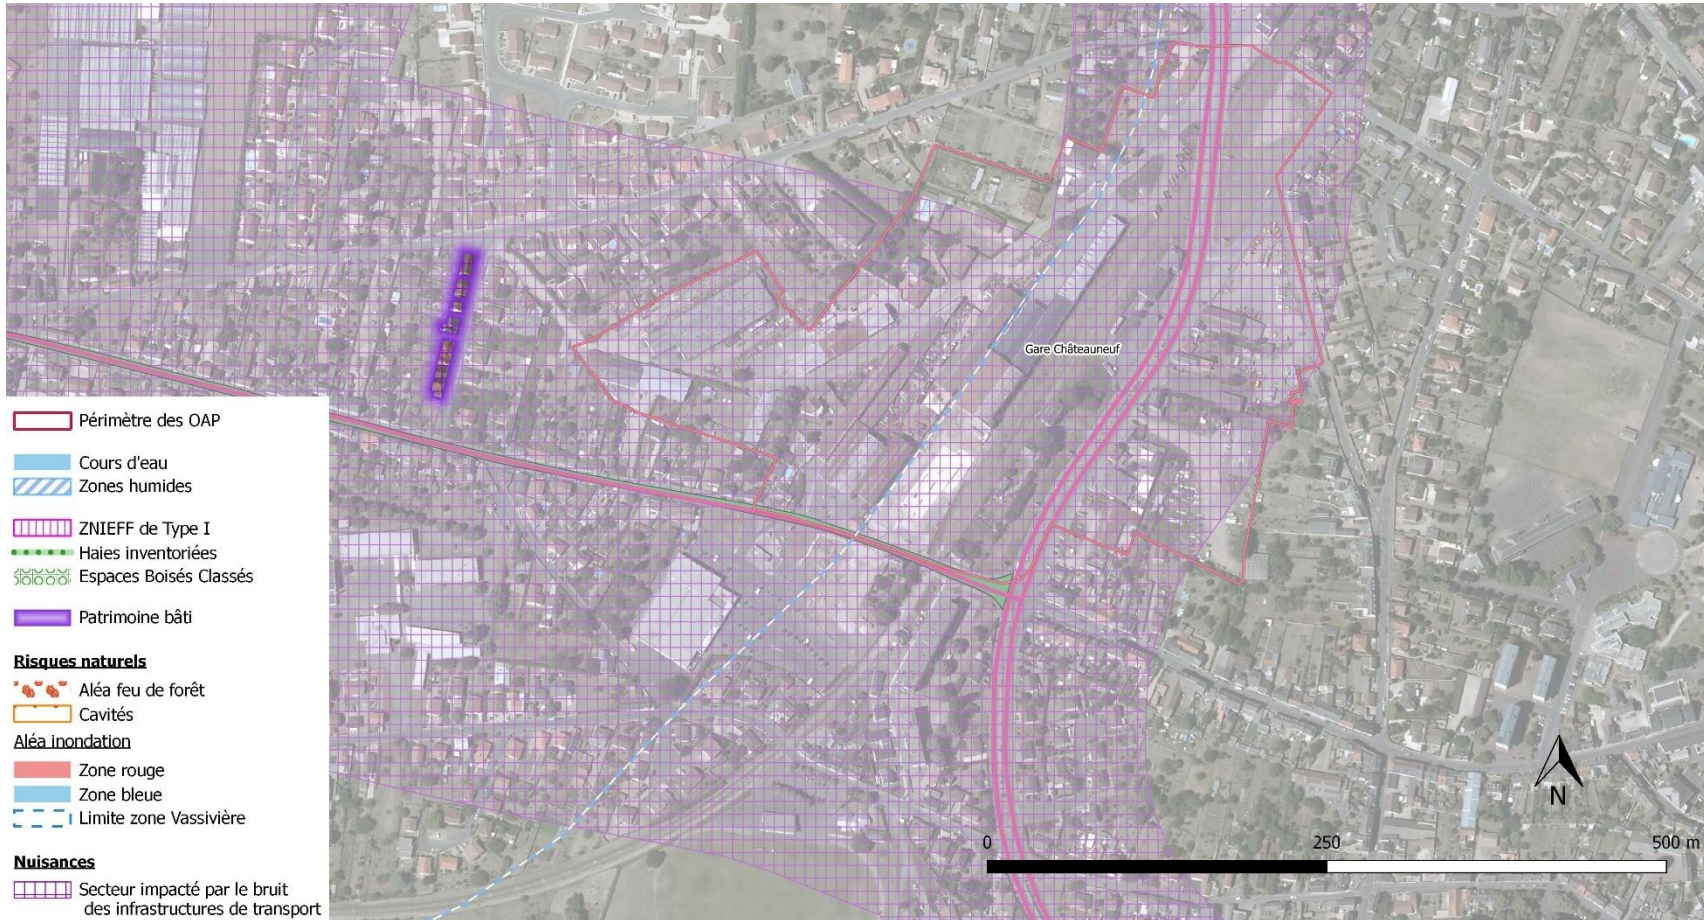 Gare Châteauneuf
Périmètre des OAP
Cours d'eau
Zones humides
ZNIEFF de Type I
Haies inventoriées
Espaces Boisés Classés
Patrimoine bâti
Risques naturels
Aléa feu de forêt
Cavités
Aléa inondation
Zone rouge
Zone bleue
Limite zone Vassivière
Nuisances
Secteur impacté par le bruit
des infrastructures de transport
N
0 250 500 m